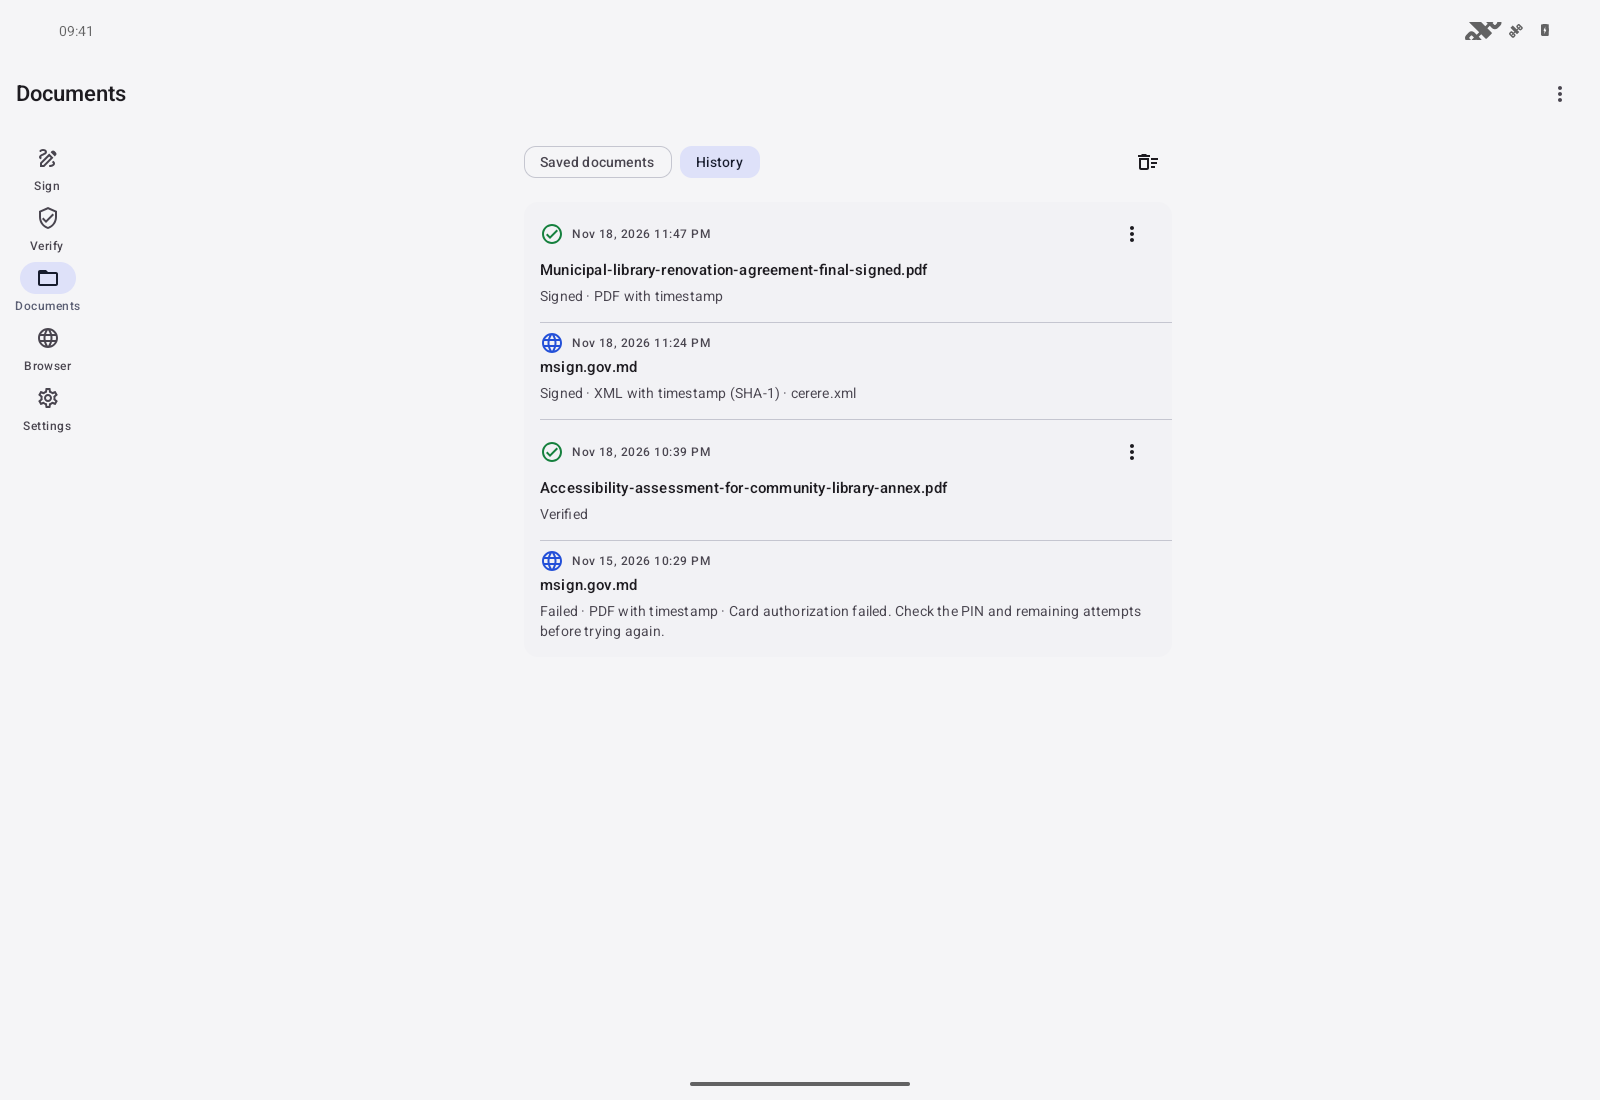 09:41
Documents
Sign
Verify
Documents
Browser
Settings
Saved documents
History
Nov 18, 2026 11:47 PM
Municipal-library-renovation-agreement-final-signed.pdf
Signed · PDF with timestamp
Nov 18, 2026 11:24 PM
msign.gov.md
Signed · XML with timestamp (SHA-1) · cerere.xml
Nov 18, 2026 10:39 PM
Accessibility-assessment-for-community-library-annex.pdf
Verified
Nov 15, 2026 10:29 PM
msign.gov.md
Failed · PDF with timestamp · Card authorization failed. Check the PIN and remaining attempts
before trying again.